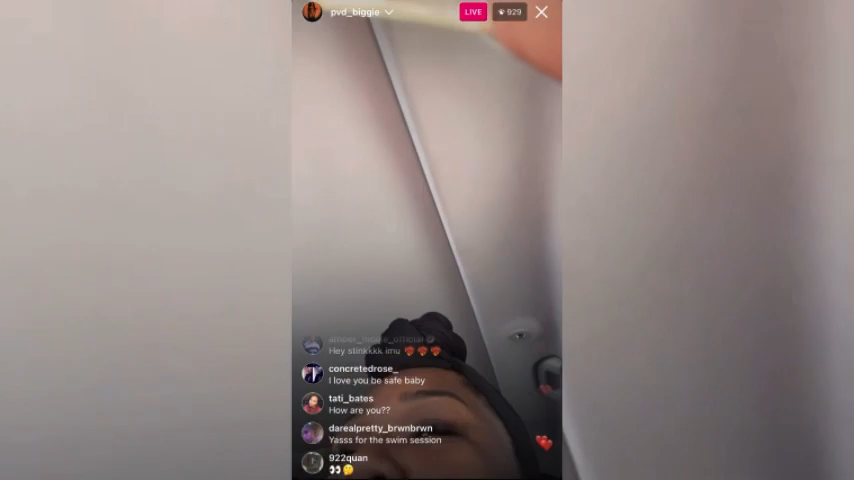 pvd_biggie
LIVE
929
Hey stinkkkk imu
concretedrose_
I love you be safe baby
tati_bates
How are you??
darealpretty_brwnbrwn
Yasss for the swim session
922quan